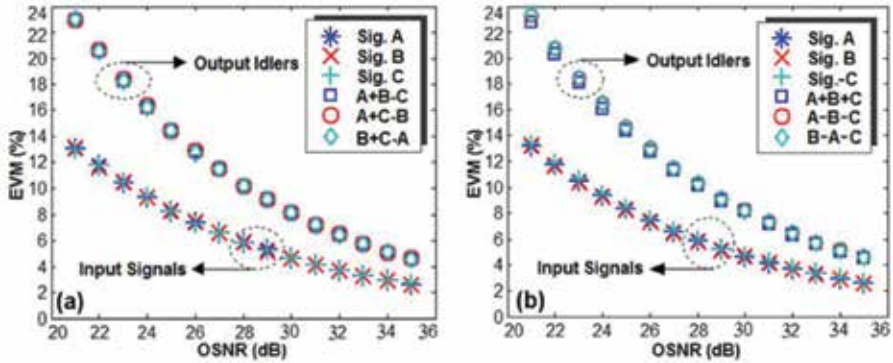 24
22
20
18
16
14
12
10
8
6
4
2
0
EVM (%)
Sig. A
Sig. B
Sig. C
A+B-C
A+C-B
B+C-A
Output Idlers
Input Signals
(a)
20 22 24 26 28 30 32 34 36
OSNR (dB)
24
22
20
18
16
14
12
10
8
6
4
2
0
EVM (%)
Sig. A
Sig. B
Sig.-C
A+B+C
A-B-C
B-A-C
Output Idlers
Input Signals
(b)
20 22 24 26 28 30 32 34 36
OSNR (dB)